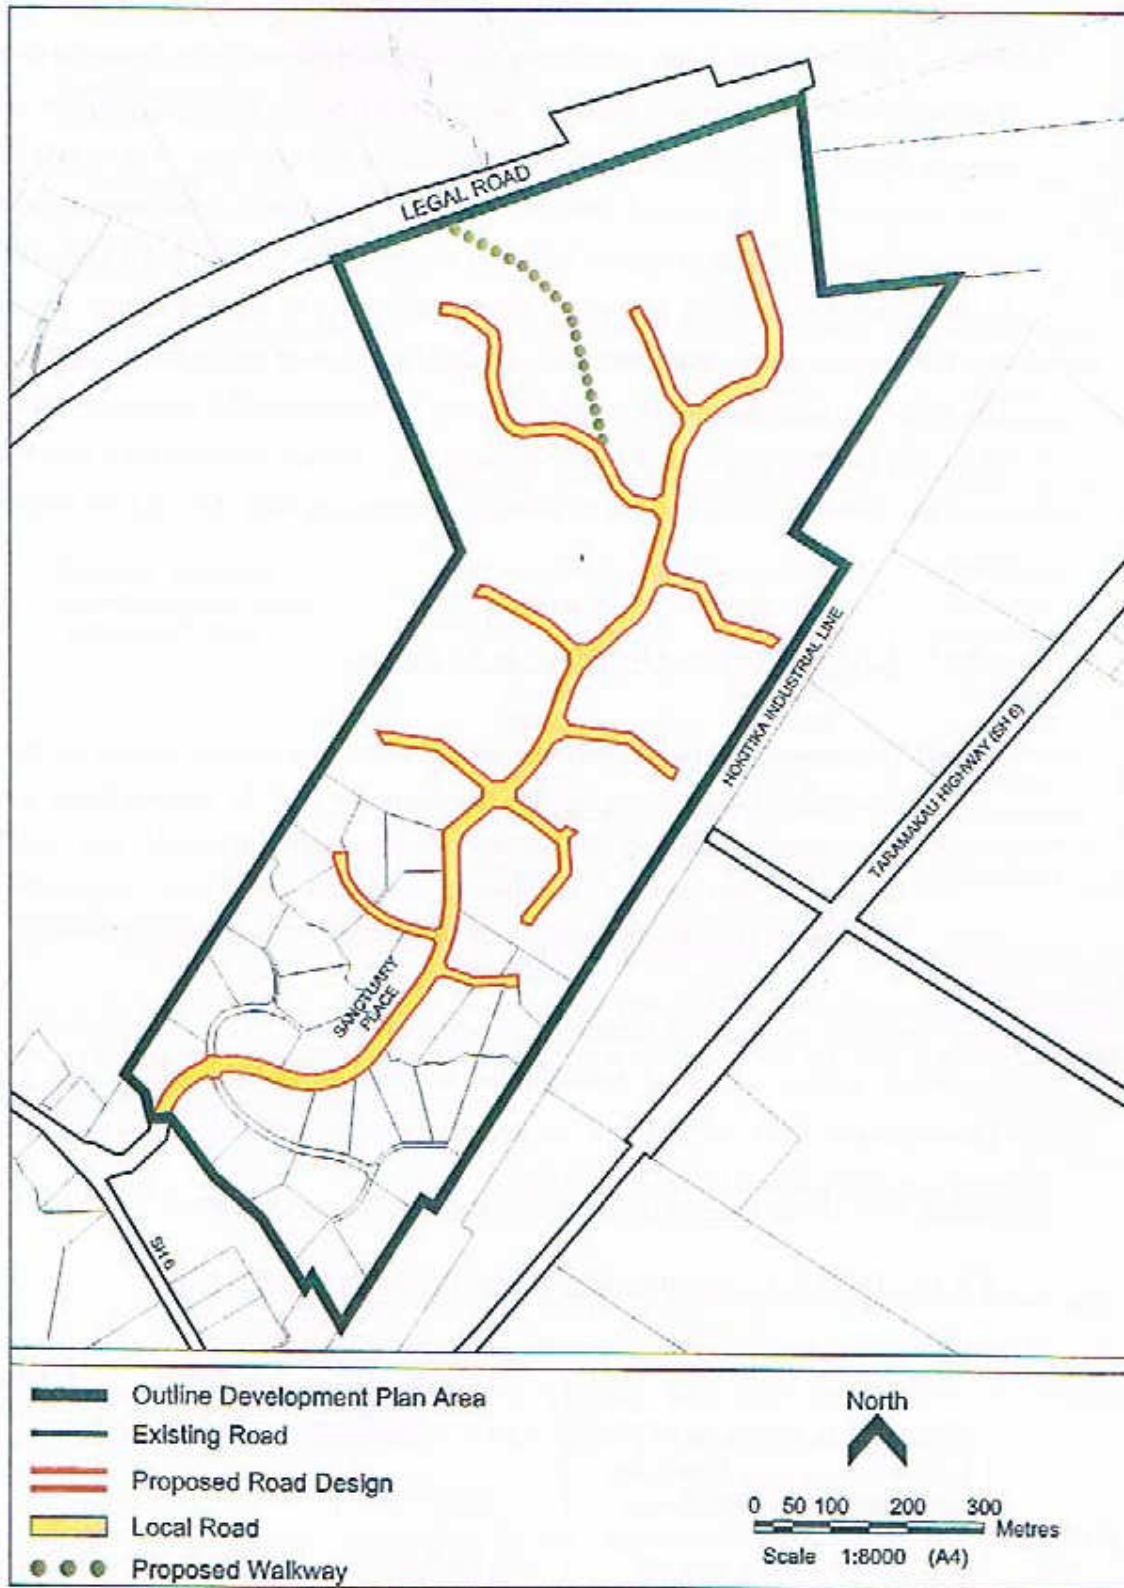 LEGAL ROAD
HOKITIKA INDUSTRIAL LINE
TARAMAKAU HIGHWAY (SH 6)
SANCTUARY
PLACE
SH 6
Outline Development Plan Area
Existing Road
Proposed Road Design
Local Road
Proposed Walkway
North
0 50 100 200 300
Metres
Scale 1:8000 (A4)